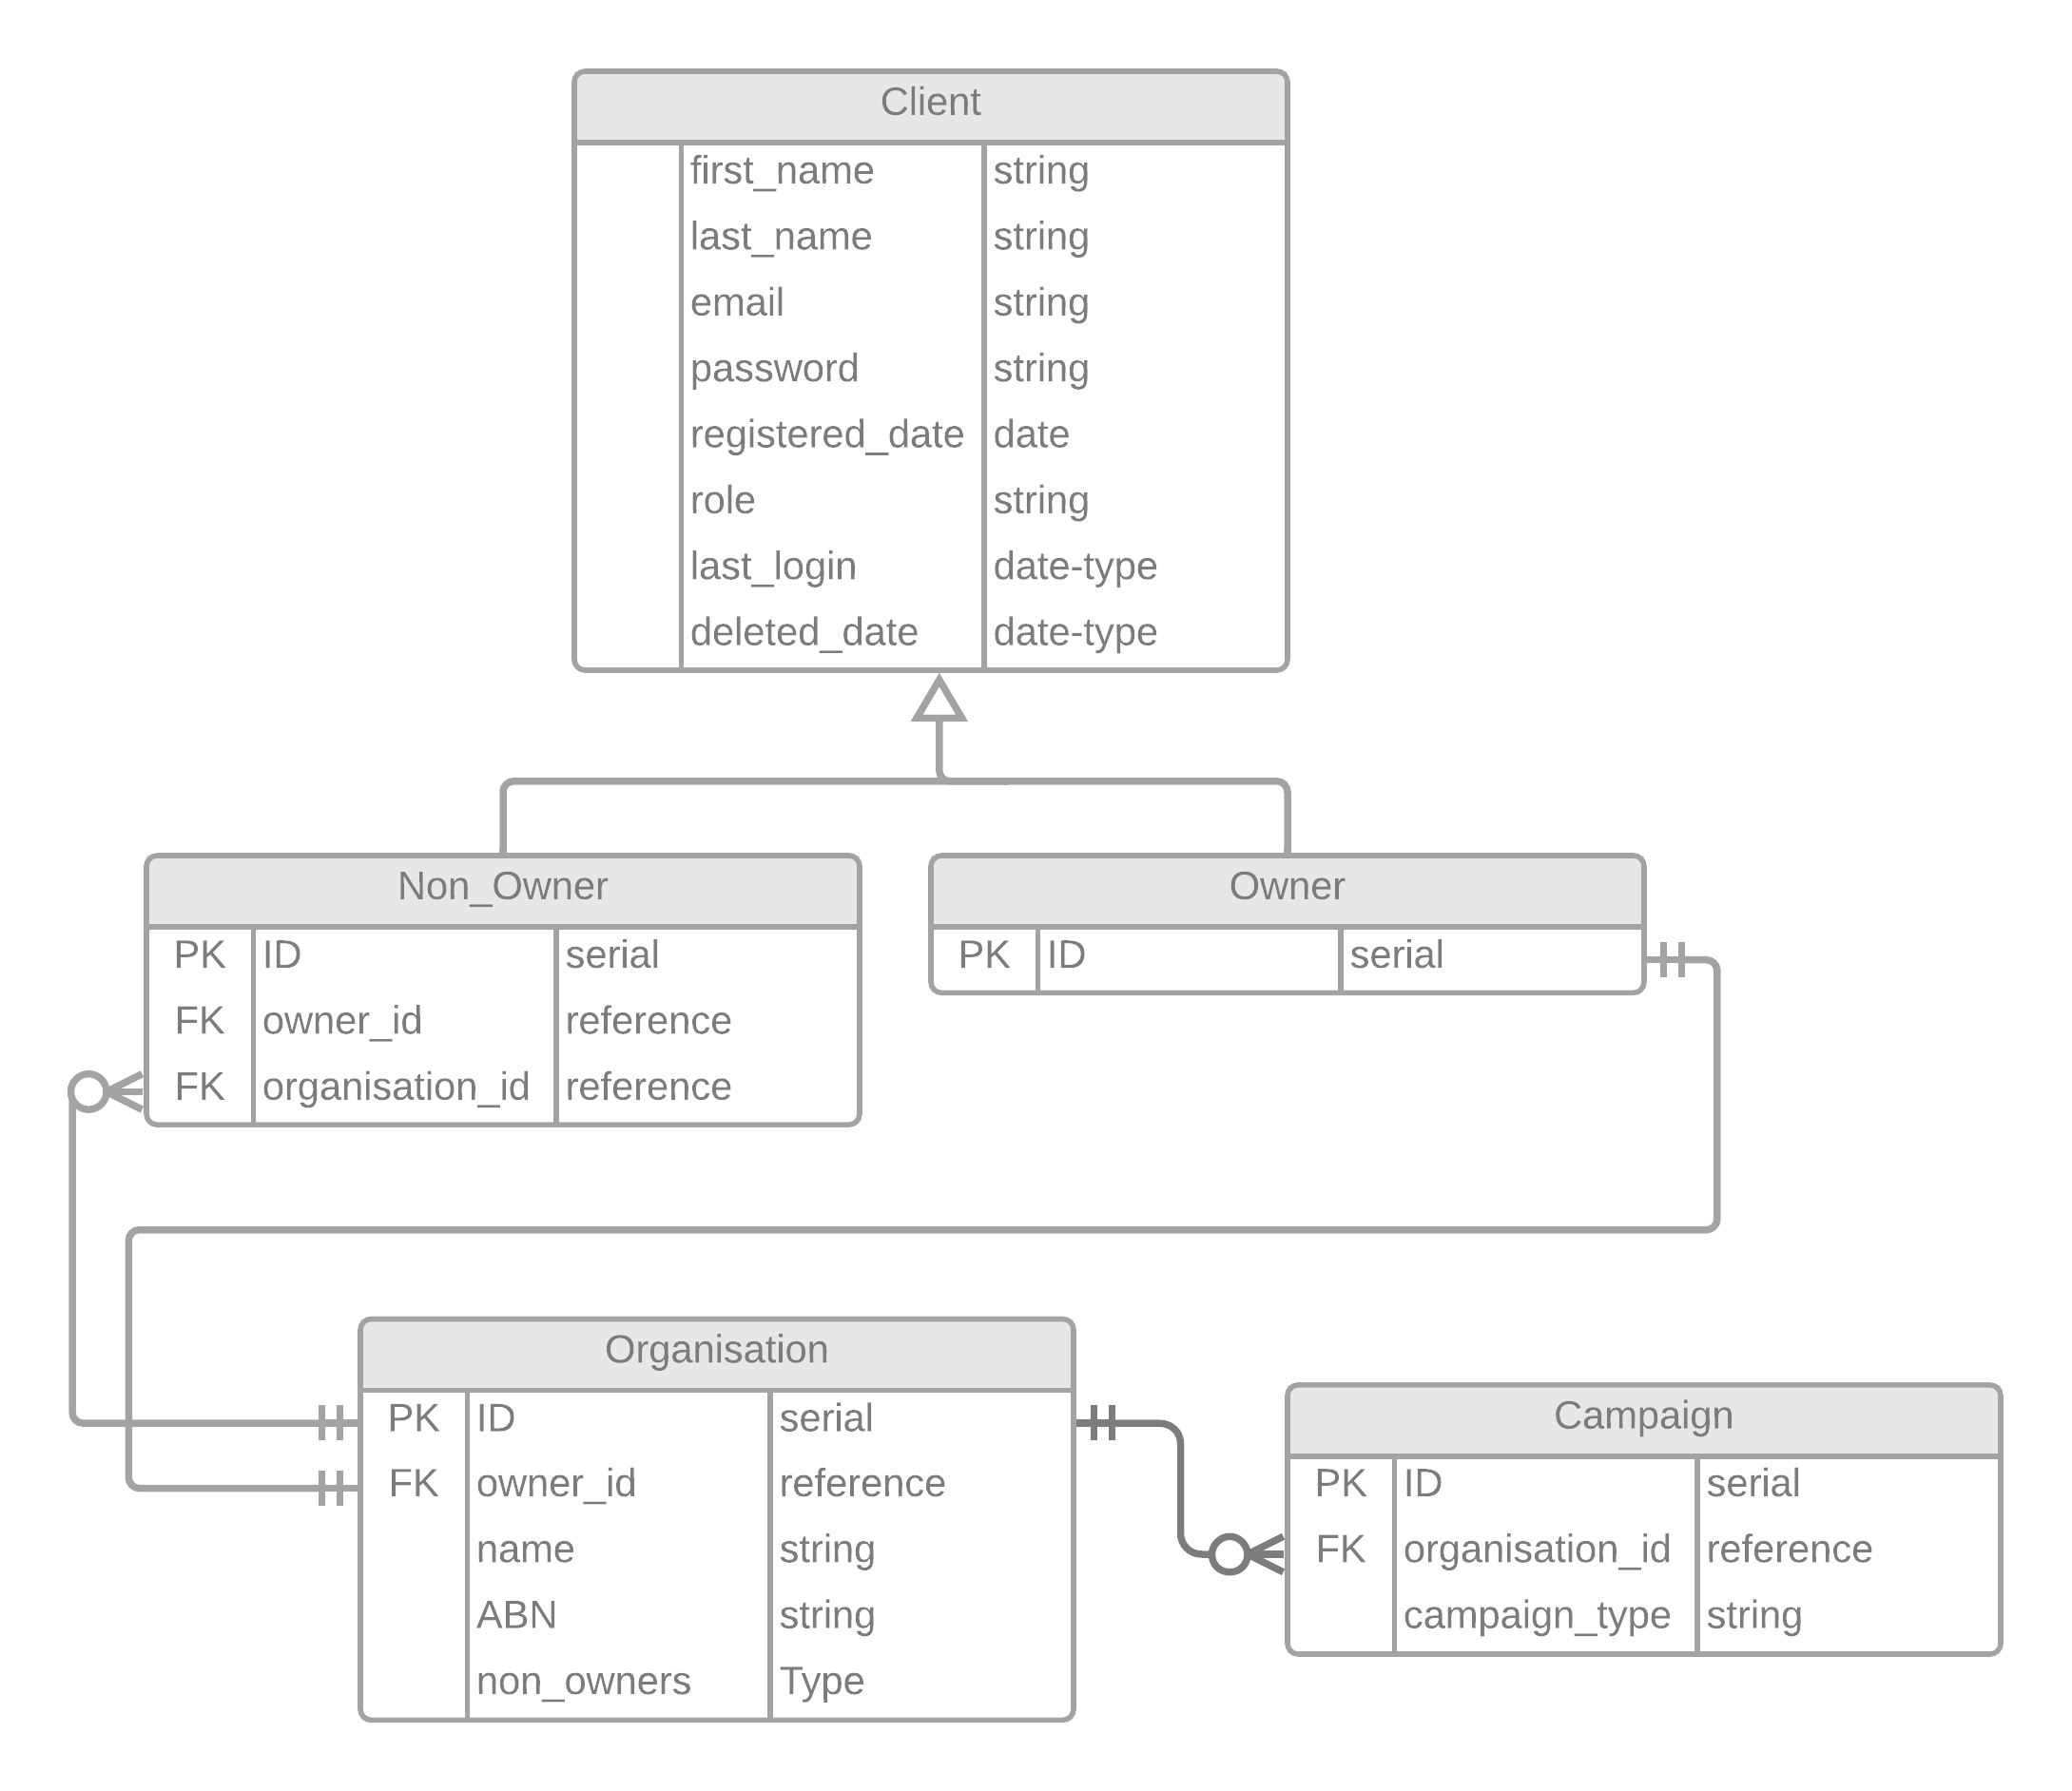 Client
first_name string
last_name string
email string
password string
registered_date date
role string
last_login date-type
deleted_date date-type
Non_Owner
PK ID serial
FK owner_id reference
FK organisation_id reference
Owner
PK ID serial
Organisation
PK ID serial
FK owner_id reference
name string
ABN string
non_owners Type
Campaign
PK ID serial
FK organisation_id reference
campaign_type string